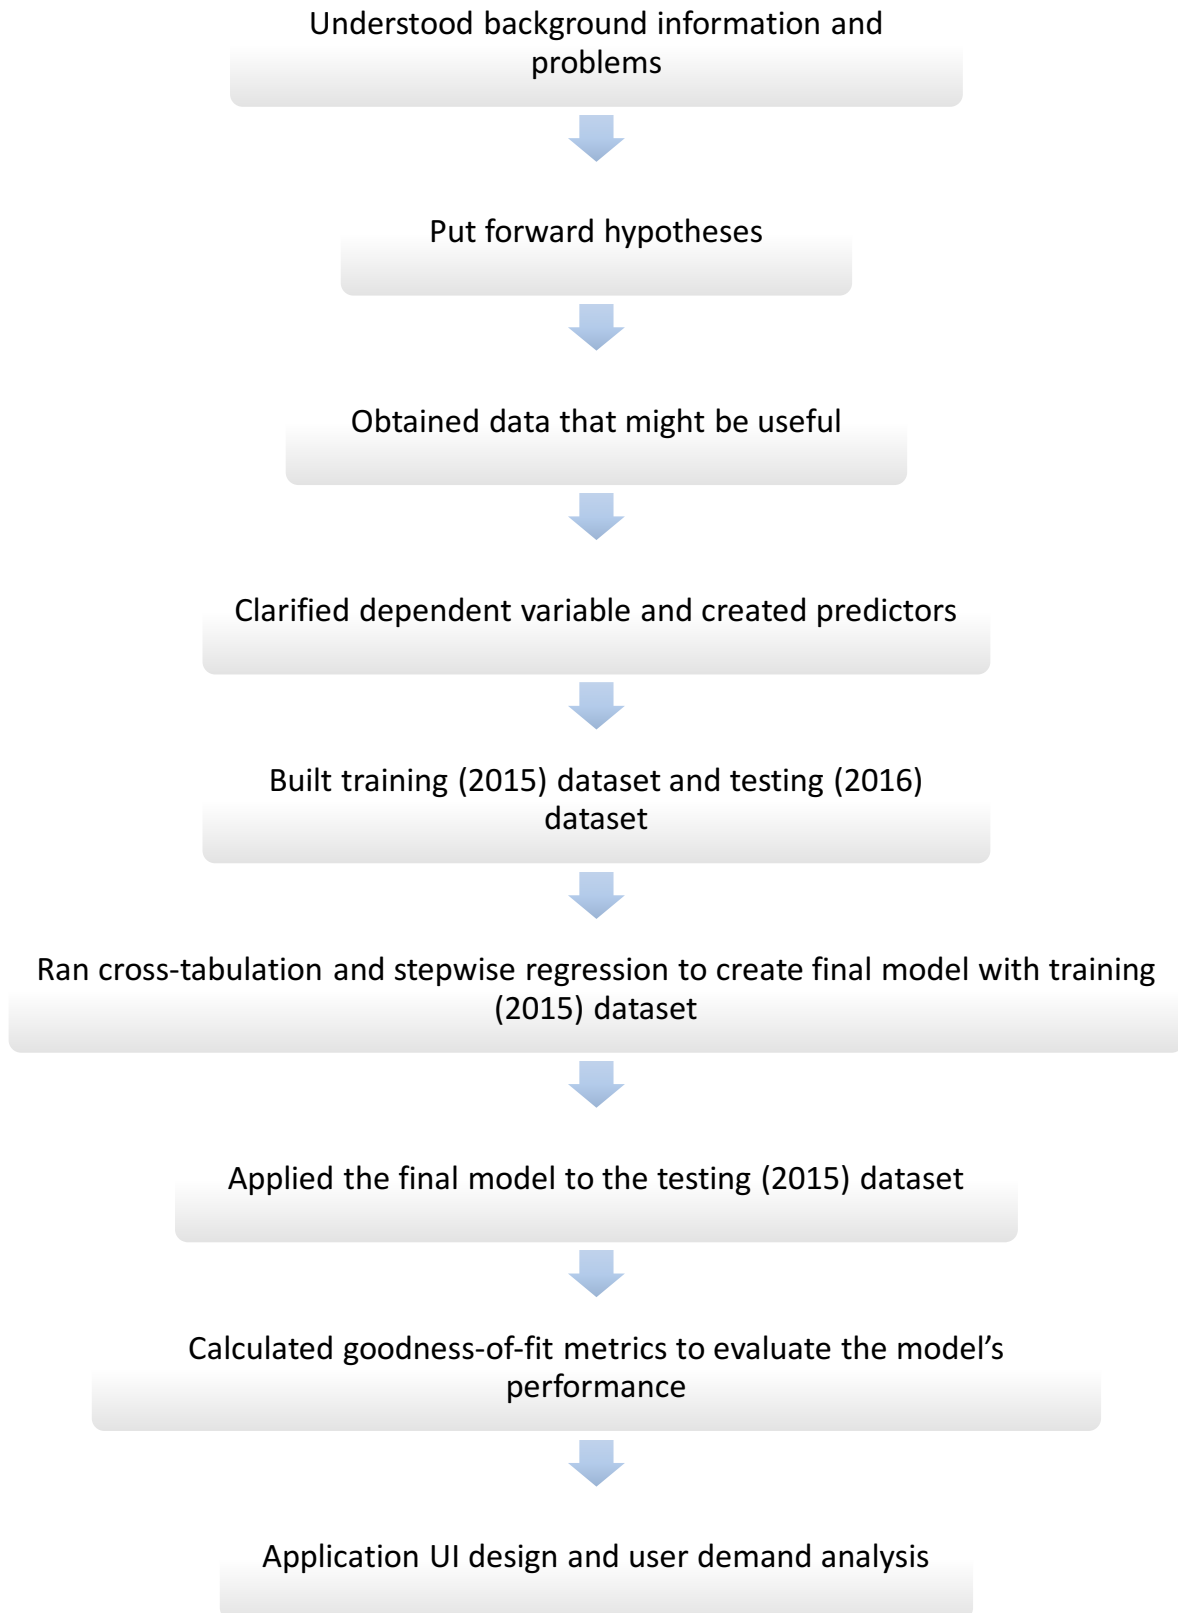 Understood background information and
problems
Put forward hypotheses
Obtained data that might be useful
Clarified dependent variable and created predictors
Built training (2015) dataset and testing (2016)
dataset
Ran cross-tabulation and stepwise regression to create final model with training
(2015) dataset
Applied the final model to the testing (2015) dataset
Calculated goodness-of-fit metrics to evaluate the model’s
performance
Application UI design and user demand analysis